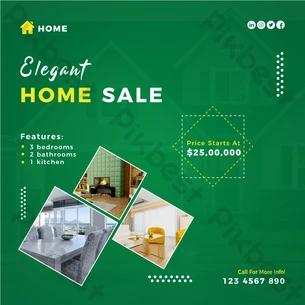 HOME
Elegant
HOME SALE
Features:
3 bedrooms
2 bathrooms
1 kitchen
Price Starts At
$25,00,000
Call For More Info!
123 4567 890